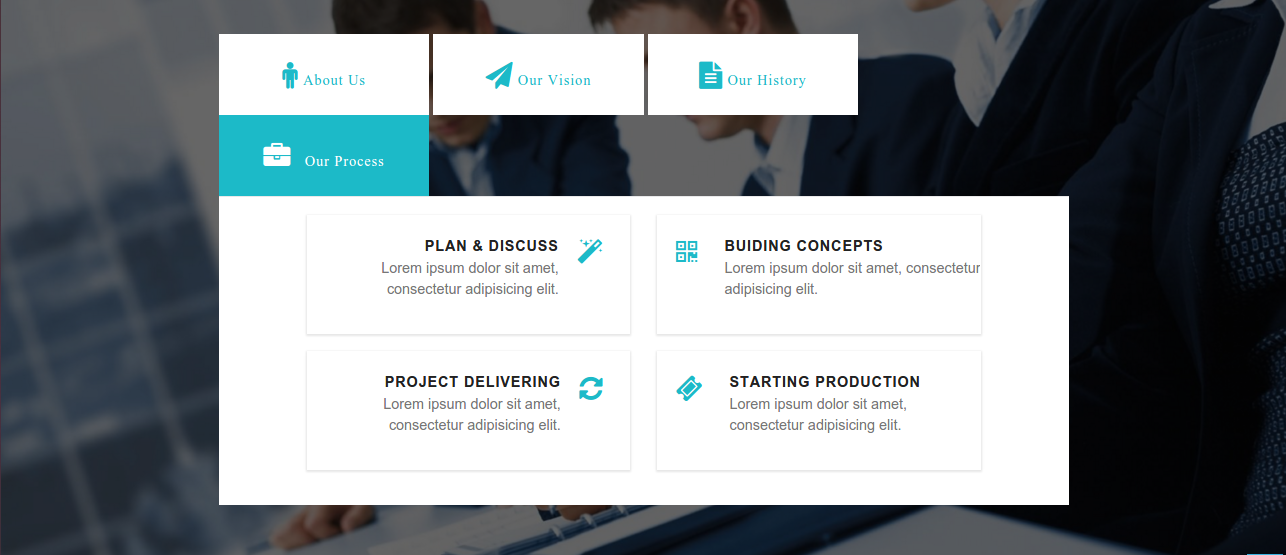 About Us
Our Vision
Our History
Our Process
PLAN & DISCUSS
Lorem ipsum dolor sit amet,
consectetur adipisicing elit.
BUIDING CONCEPTS
Lorem ipsum dolor sit amet, consectetur
adipisicing elit.
PROJECT DELIVERING
Lorem ipsum dolor sit amet,
consectetur adipisicing elit.
STARTING PRODUCTION
Lorem ipsum dolor sit amet,
consectetur adipisicing elit.